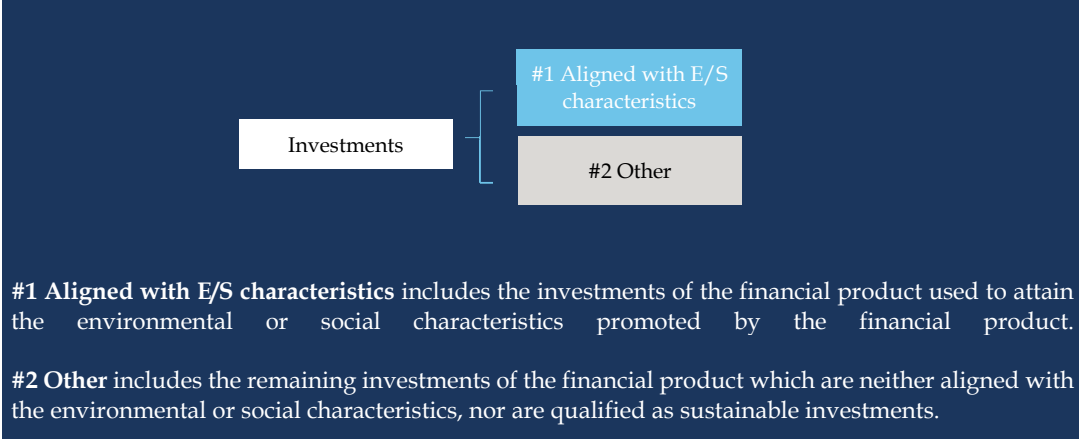 #1 Aligned with E/S
characteristics
Investments
#2 Other
#1 Aligned with E/S characteristics includes the investments of the financial product used to attain
the environmental or social characteristics promoted by the financial product.
#2 Other includes the remaining investments of the financial product which are neither aligned with
the environmental or social characteristics, nor are qualified as sustainable investments.